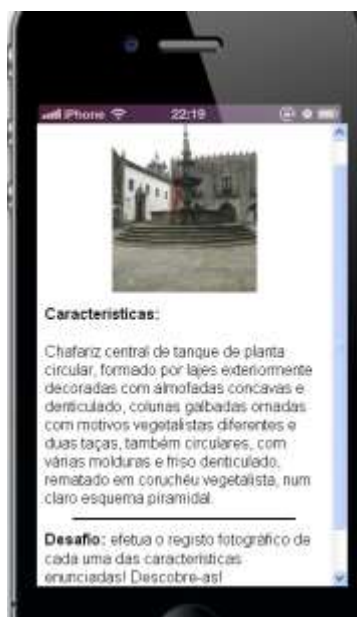 iPhone 22:19
Características:
Chafariz central de tanque de planta
circular, formado por lajes exteriormente
decoradas com almofadas concavas e
denticulado, colunas galbadas ornadas
com motivos vegetalistas diferentes e
duas taças, também circulares, com
várias molduras e friso denticulado,
rematado em coruchéu vegetalista, num
claro esquema piramidal.
Desafio: efetua o registo fotográfico de
cada uma das características
enunciadas! Descobre-as!